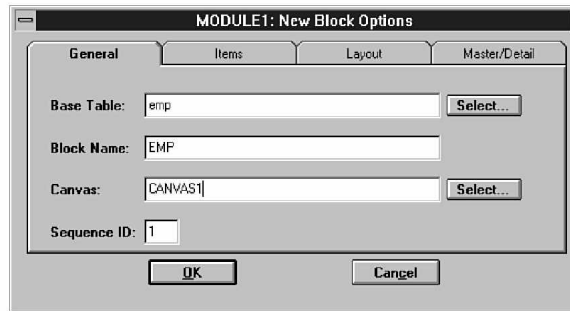 MODULE1: New Block Options
General Items Layout Master/Detail
Base Table: emp Select...
Block Name: EMP
Canvas: CANVAS1 Select...
Sequence ID: 1
OK Cancel